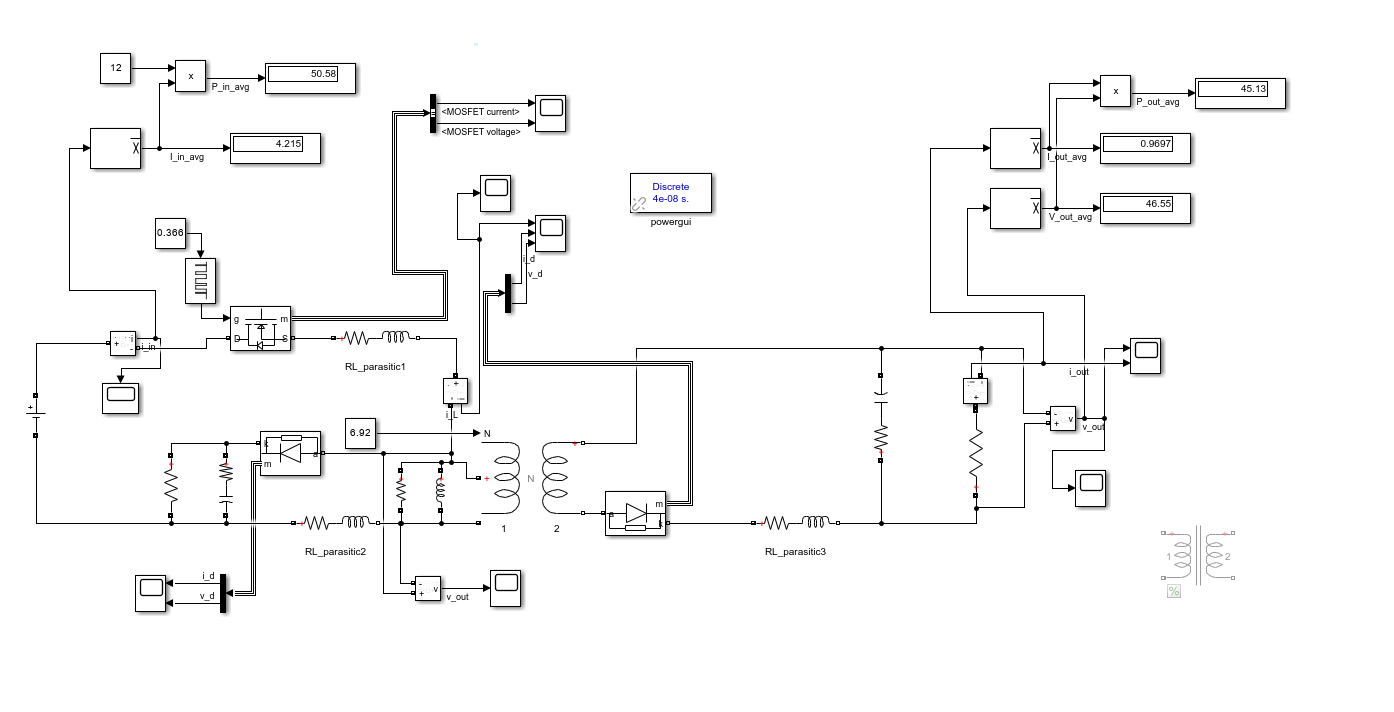 12
x
50.58
P_in_avg
X
4.215
I_in_avg
<MOSFET current>
<MOSFET voltage>
x
45.13
P_out_avg
X
0.9697
I_out_avg
X
46.55
V_out_avg
Discrete
4e-08 s.
powergui
0.366
i_d
v_d
g
m
D
S
+
i
-
i_in
RL_parasitic1
+
i_L
+
6.92
N
k
m
a
+
N
1
2
a
m
k
RL_parasitic2
RL_parasitic3
+
i_out
-
+
v
v_out
i_d
v_d
-
+
v
v_out
1
2
%